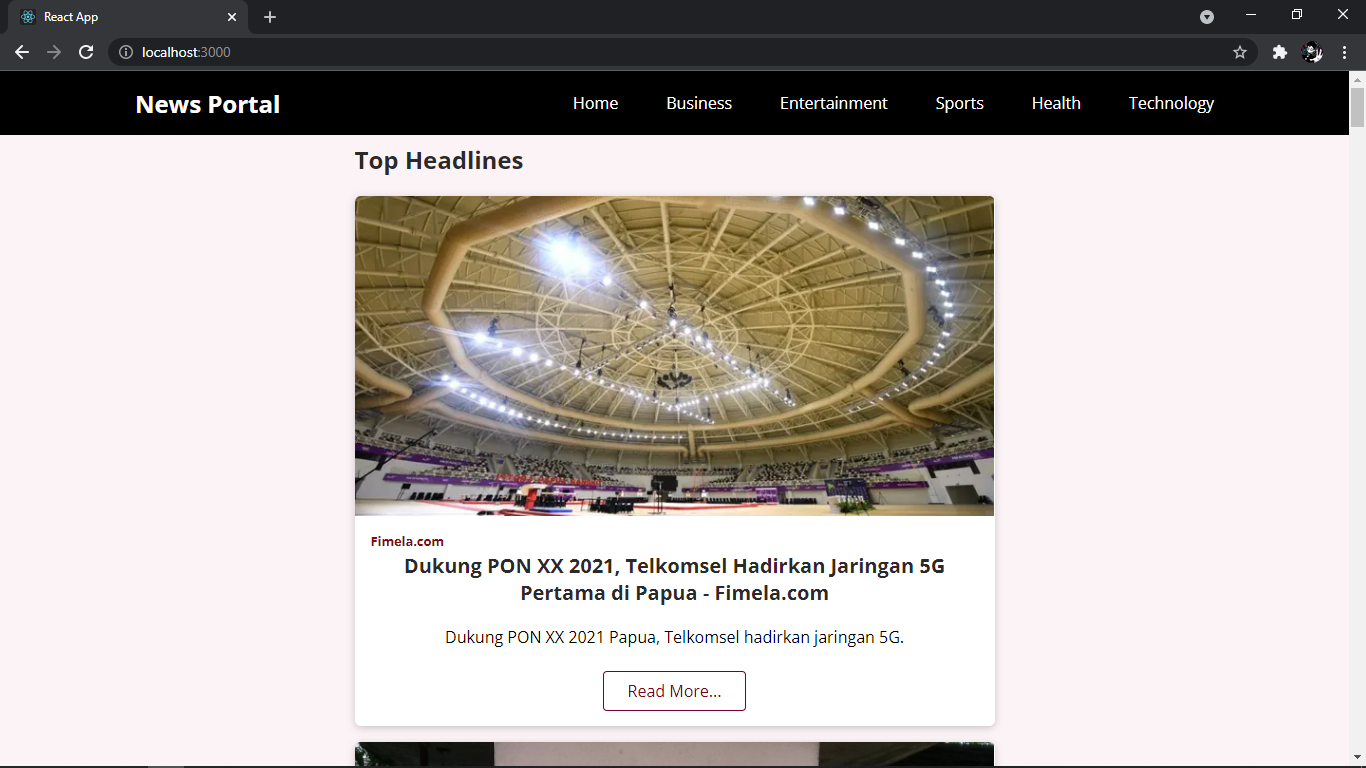 React App
localhost:3000
News Portal
Home
Business
Entertainment
Sports
Health
Technology
Top Headlines
Fimela.com
Dukung PON XX 2021, Telkomsel Hadirkan Jaringan 5G
Pertama di Papua - Fimela.com
Dukung PON XX 2021 Papua, Telkomsel hadirkan jaringan 5G.
Read More...